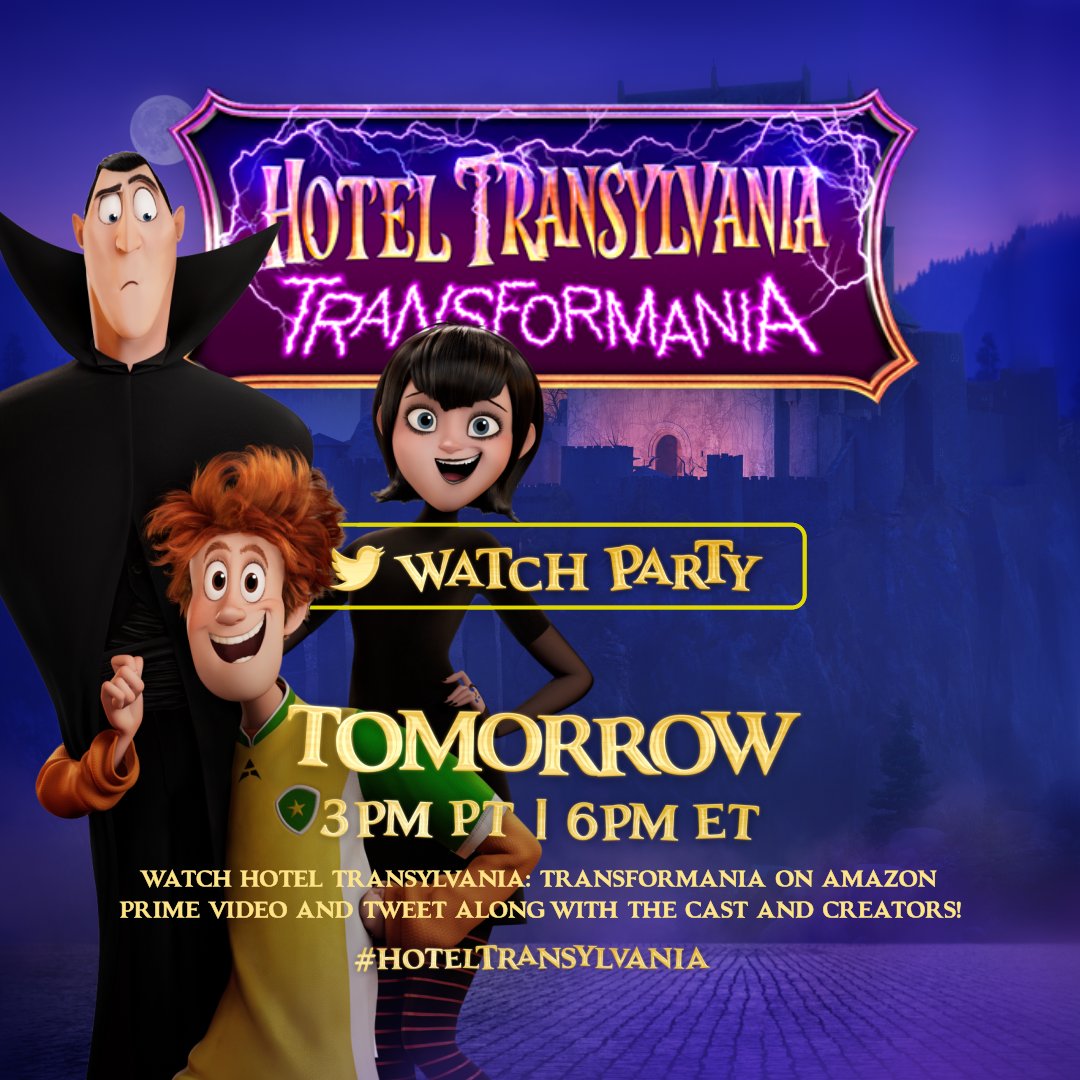 HOTEL TRANSYLVANIA
TRANSFORMANIA
WATCH PARTY
TOMORROW
3PM PT | 6PM ET
WATCH HOTEL TRANSYLVANIA: TRANSFORMANIA ON AMAZON
PRIME VIDEO AND TWEET ALONG WITH THE CAST AND CREATORS!
#HOTELTRANSYLVANIA